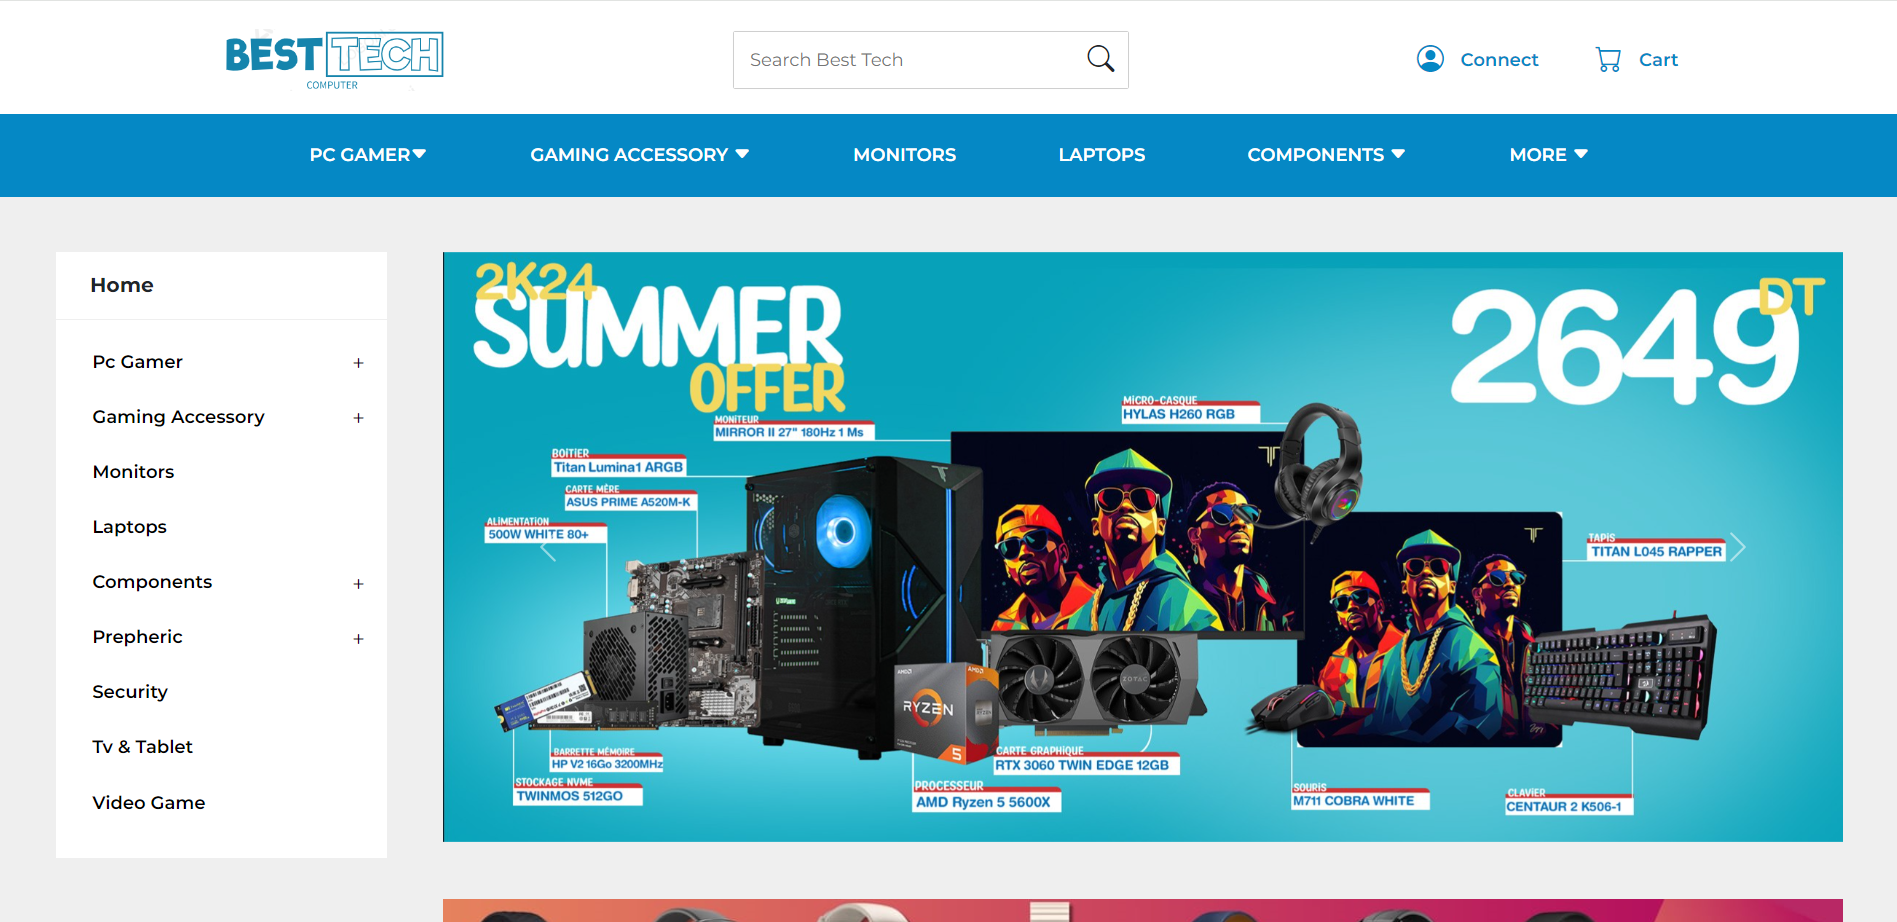 BEST TECH
COMPUTER
Search Best Tech
Connect
Cart
PC GAMER
GAMING ACCESSORY
MONITORS
LAPTOPS
COMPONENTS
MORE
Home
Pc Gamer +
Gaming Accessory +
Monitors
Laptops
Components +
Prepheric +
Security
Tv & Tablet
Video Game
2K24
SUMMER
OFFER
2649 DT
MONITEUR
MIRROR II 27" 180Hz 1 Ms
MICRO-CASQUE
HYLAS H260 RGB
BOITIER
Titan Lumina1 ARGB
CARTE MÈRE
ASUS PRIME A520M-K
ALIMENTATION
500W WHITE 80+
TAPIS
TITAN L045 RAPPER
AMD
AMD
RYZEN
5
ZOTAC
BARRETTE MÉMOIRE
HP V2 16Go 3200MHz
STOCKAGE NVME
TWINMOS 512GO
CARTE GRAPHIQUE
RTX 3060 TWIN EDGE 12GB
PROCESSEUR
AMD Ryzen 5 5600X
SOURIS
M711 COBRA WHITE
CLAVIER
CENTAUR 2 K506-1